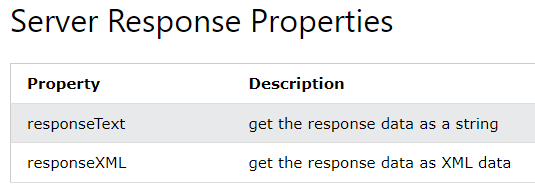 Server Response Properties
Property Description
responseText get the response data as a string
responseXML get the response data as XML data